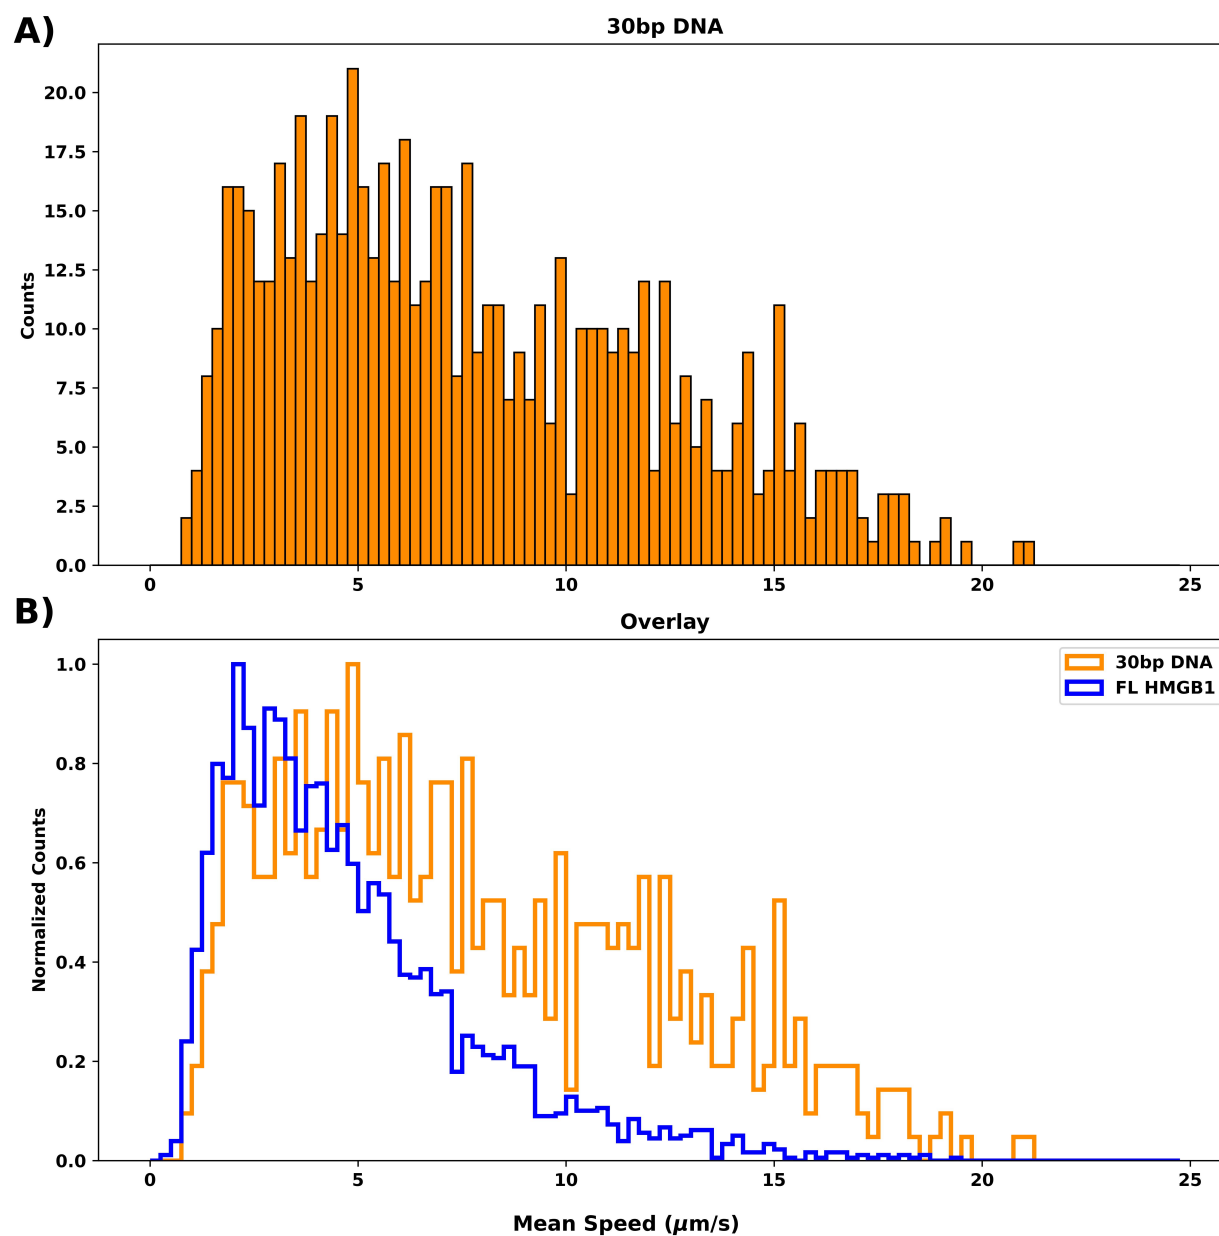 A)
30bp DNA
20.0
17.5
15.0
12.5
10.0
7.5
5.0
2.5
0.0
Counts
0 5 10 15 20 25
B)
Overlay
1.0
0.8
0.6
0.4
0.2
0.0
Normalized Counts
30bp DNA
FL HMGB1
0 5 10 15 20 25
Mean Speed (μm/s)